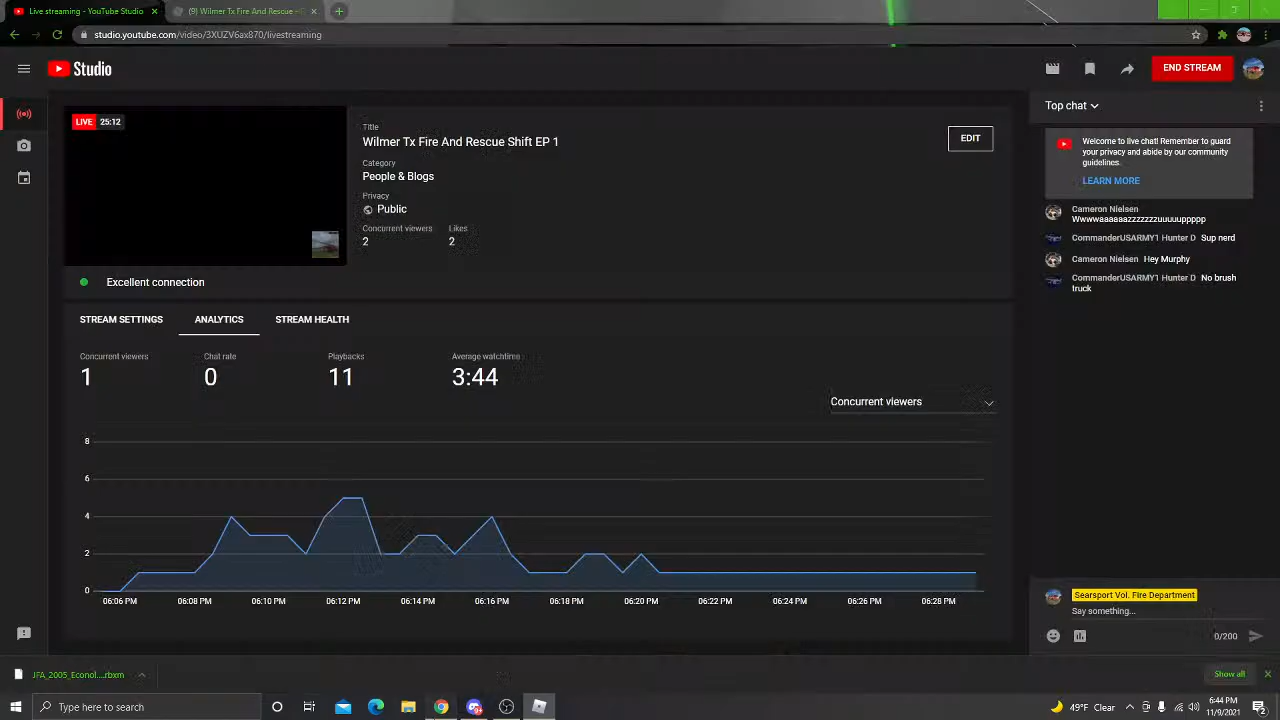 Live streaming - YouTube Studio
(9) Wilmer Tx Fire And Rescue -
studio.youtube.com/video/3XUZV6ax870/livestreaming
Studio
END STREAM
LIVE 25:12
Title
Wilmer Tx Fire And Rescue Shift EP 1
EDIT
Category
People & Blogs
Privacy
Public
Concurrent viewers Likes
2 2
Excellent connection
STREAM SETTINGS ANALYTICS STREAM HEALTH
Concurrent viewers Chat rate Playbacks Average watchtime
1 0 11 3:44
Concurrent viewers
8
6
4
2
0
06:06 PM 06:08 PM 06:10 PM 06:12 PM 06:14 PM 06:16 PM 06:18 PM 06:20 PM 06:22 PM 06:24 PM 06:26 PM 06:28 PM
Top chat
Welcome to live chat! Remember to guard
your privacy and abide by our community
guidelines.
LEARN MORE
Cameron Nielsen
Wwwwaaaeaazzzzzzzuuuuuppppp
CommanderUSARMY1 Hunter D Sup nerd
Cameron Nielsen Hey Murphy
CommanderUSARMY1 Hunter D No brush
truck
Searsport Vol. Fire Department
Say something...
0/200
JFA_2005_Econol....rbxm
Show all
Type here to search
49°F Clear
6:44 PM
11/9/2021